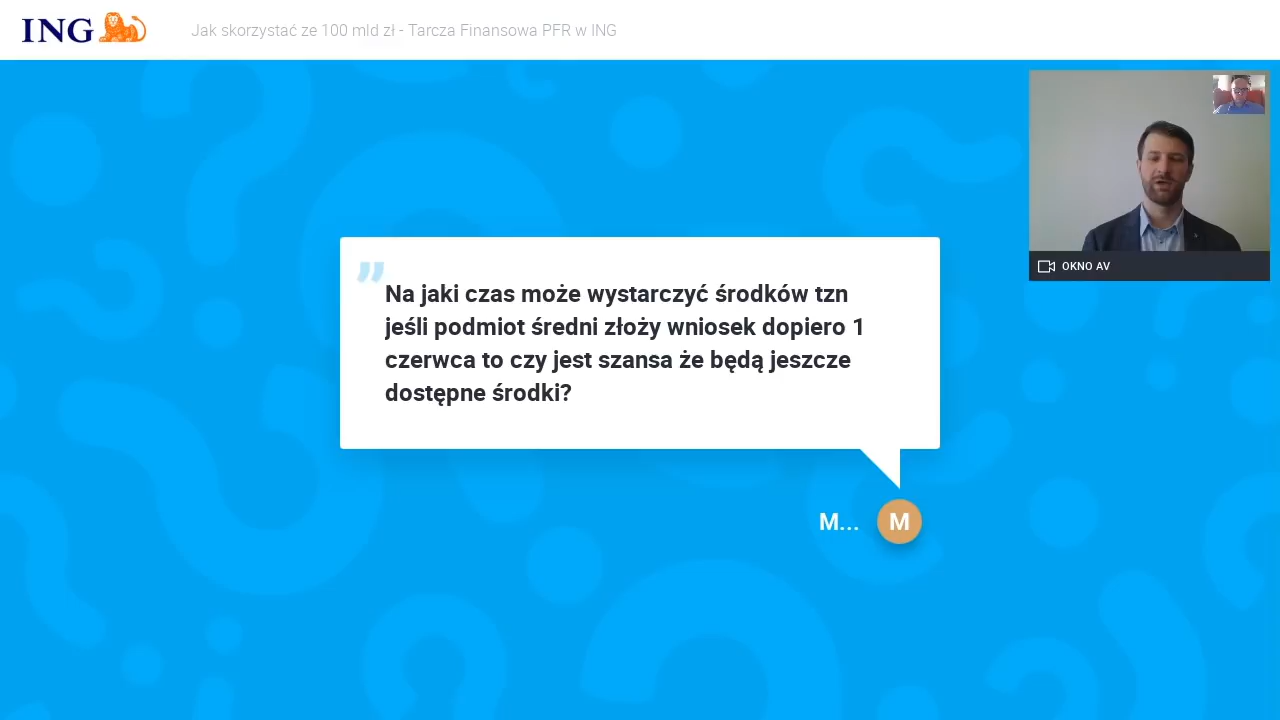 ING
Jak skorzystać ze 100 mld zł - Tarcza Finansowa PFR w ING
Na jaki czas może wystarczyć środków tzn
jeśli podmiot średni złoży wniosek dopiero 1
czerwca to czy jest szansa że będą jeszcze
dostępne środki?
OKNO AV
M... M